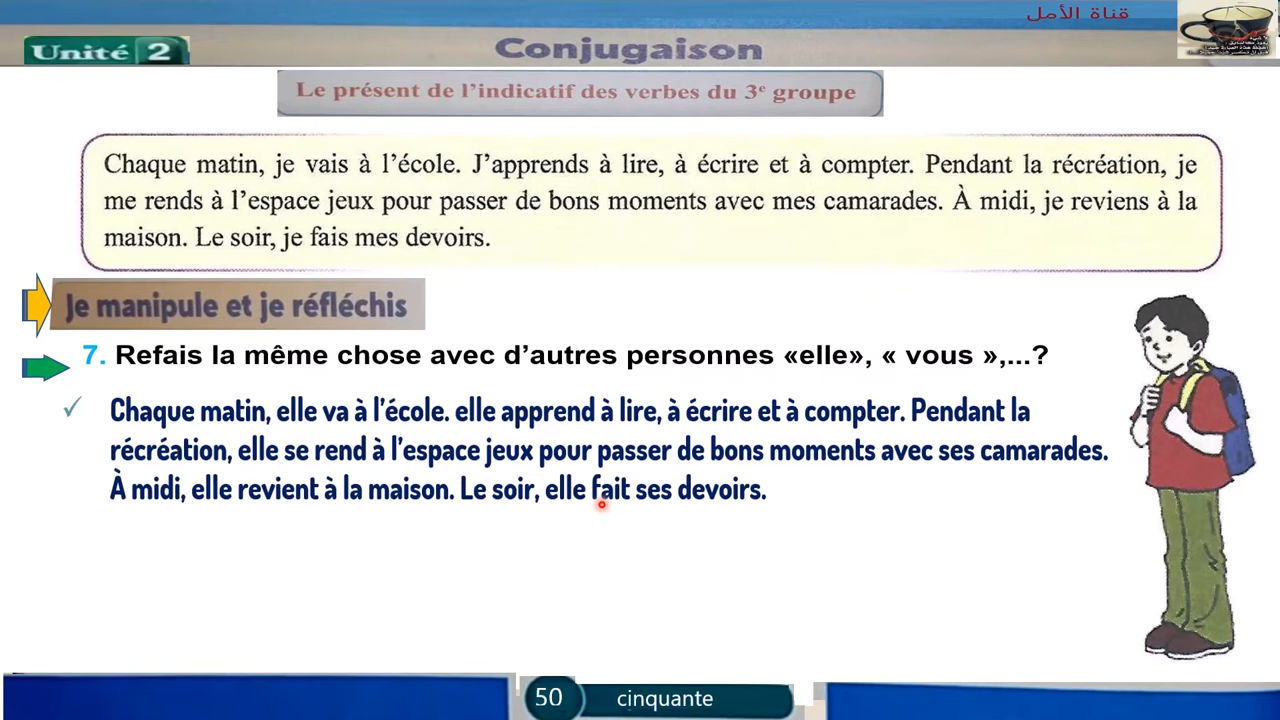 قناة الأمل
Unité 2
Conjugaison
Le présent de l'indicatif des verbes du 3e groupe
Chaque matin, je vais à l'école. J'apprends à lire, à écrire et à compter. Pendant la récréation, je
me rends à l'espace jeux pour passer de bons moments avec mes camarades. À midi, je reviens à la
maison. Le soir, je fais mes devoirs.
Je manipule et je réfléchis
7. Refais la même chose avec d'autres personnes «elle», « vous »,...?
✓ Chaque matin, elle va à l'école. elle apprend à lire, à écrire et à compter. Pendant la
récréation, elle se rend à l'espace jeux pour passer de bons moments avec ses camarades.
À midi, elle revient à la maison. Le soir, elle fait ses devoirs.
50 cinquante